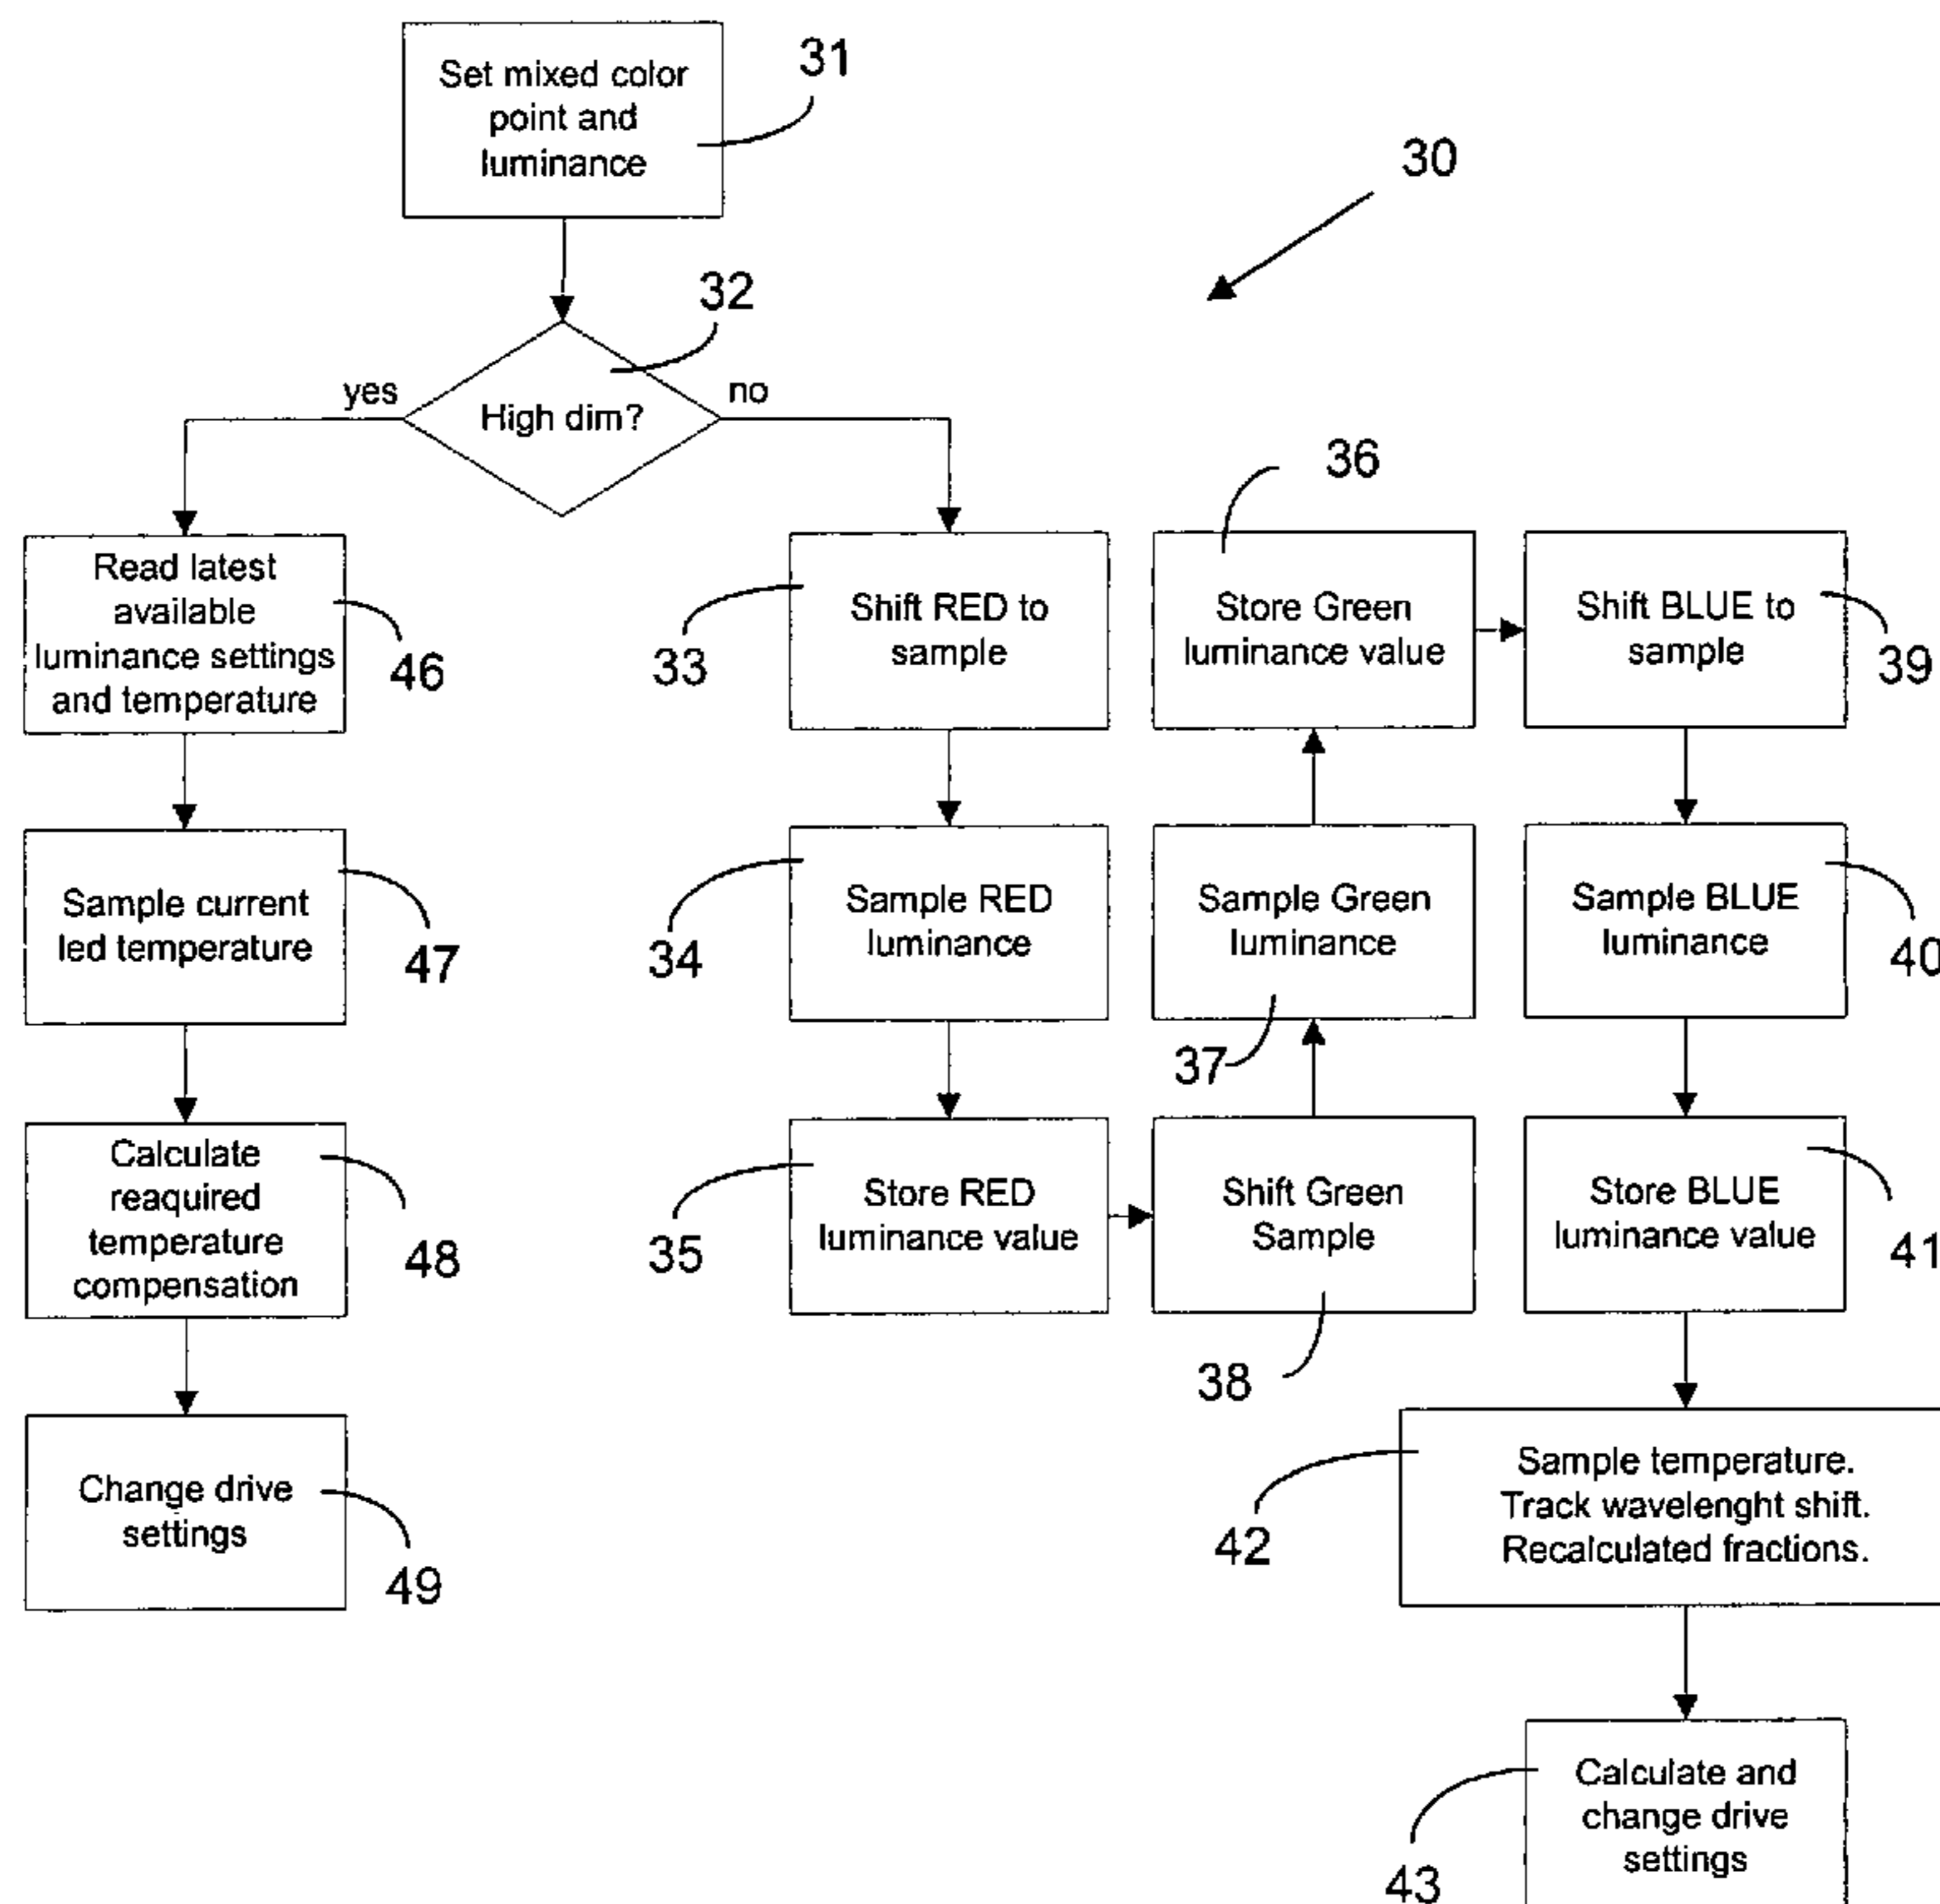 Set mixed color
point and
luminance
31
30
32
yes
High dim?
no
Read latest
available
luminance settings
and temperature
46
Sample current
led temperature
47
Calculate
reaquired
temperature
compensation
48
Change drive
settings
49
Shift RED to
sample
33
Sample RED
luminance
34
Store RED
luminance value
35
Shift Green
Sample
38
Sample Green
luminance
37
Store Green
luminance value
36
Shift BLUE to
sample
39
Sample BLUE
luminance
40
Store BLUE
luminance value
41
Sample temperature.
Track wavelenght shift.
Recalculated fractions.
42
Calculate and
change drive
settings
43